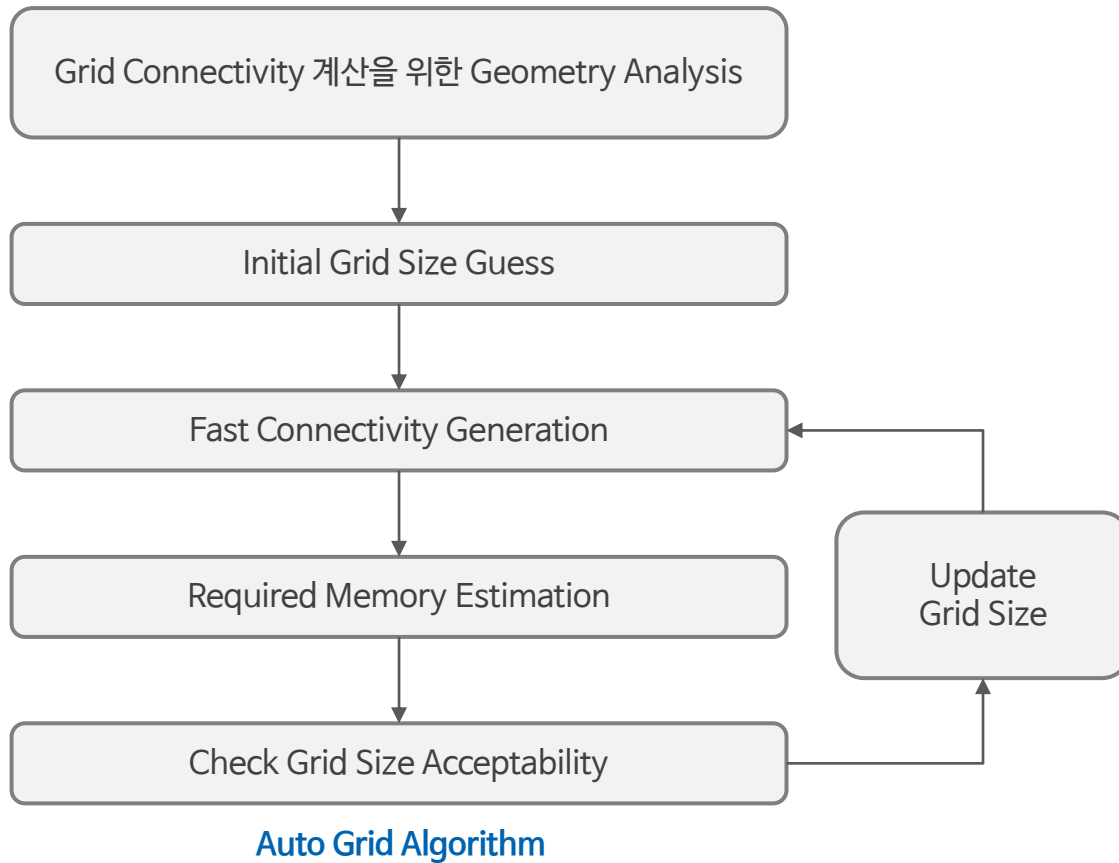 Grid Connectivity 계산을 위한 Geometry Analysis
Initial Grid Size Guess
Fast Connectivity Generation
Required Memory Estimation
Update
Grid Size
Check Grid Size Acceptability
Auto Grid Algorithm